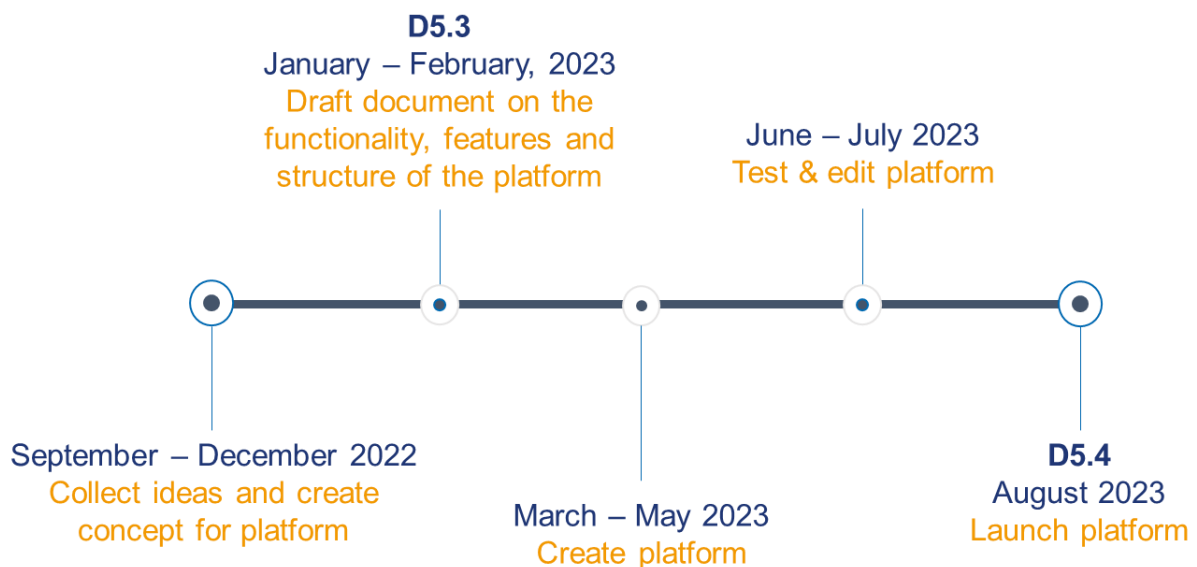 D5.3
January – February, 2023
Draft document on the
functionality, features and
structure of the platform
June – July 2023
Test & edit platform
September – December 2022
Collect ideas and create
concept for platform
March – May 2023
Create platform
D5.4
August 2023
Launch platform